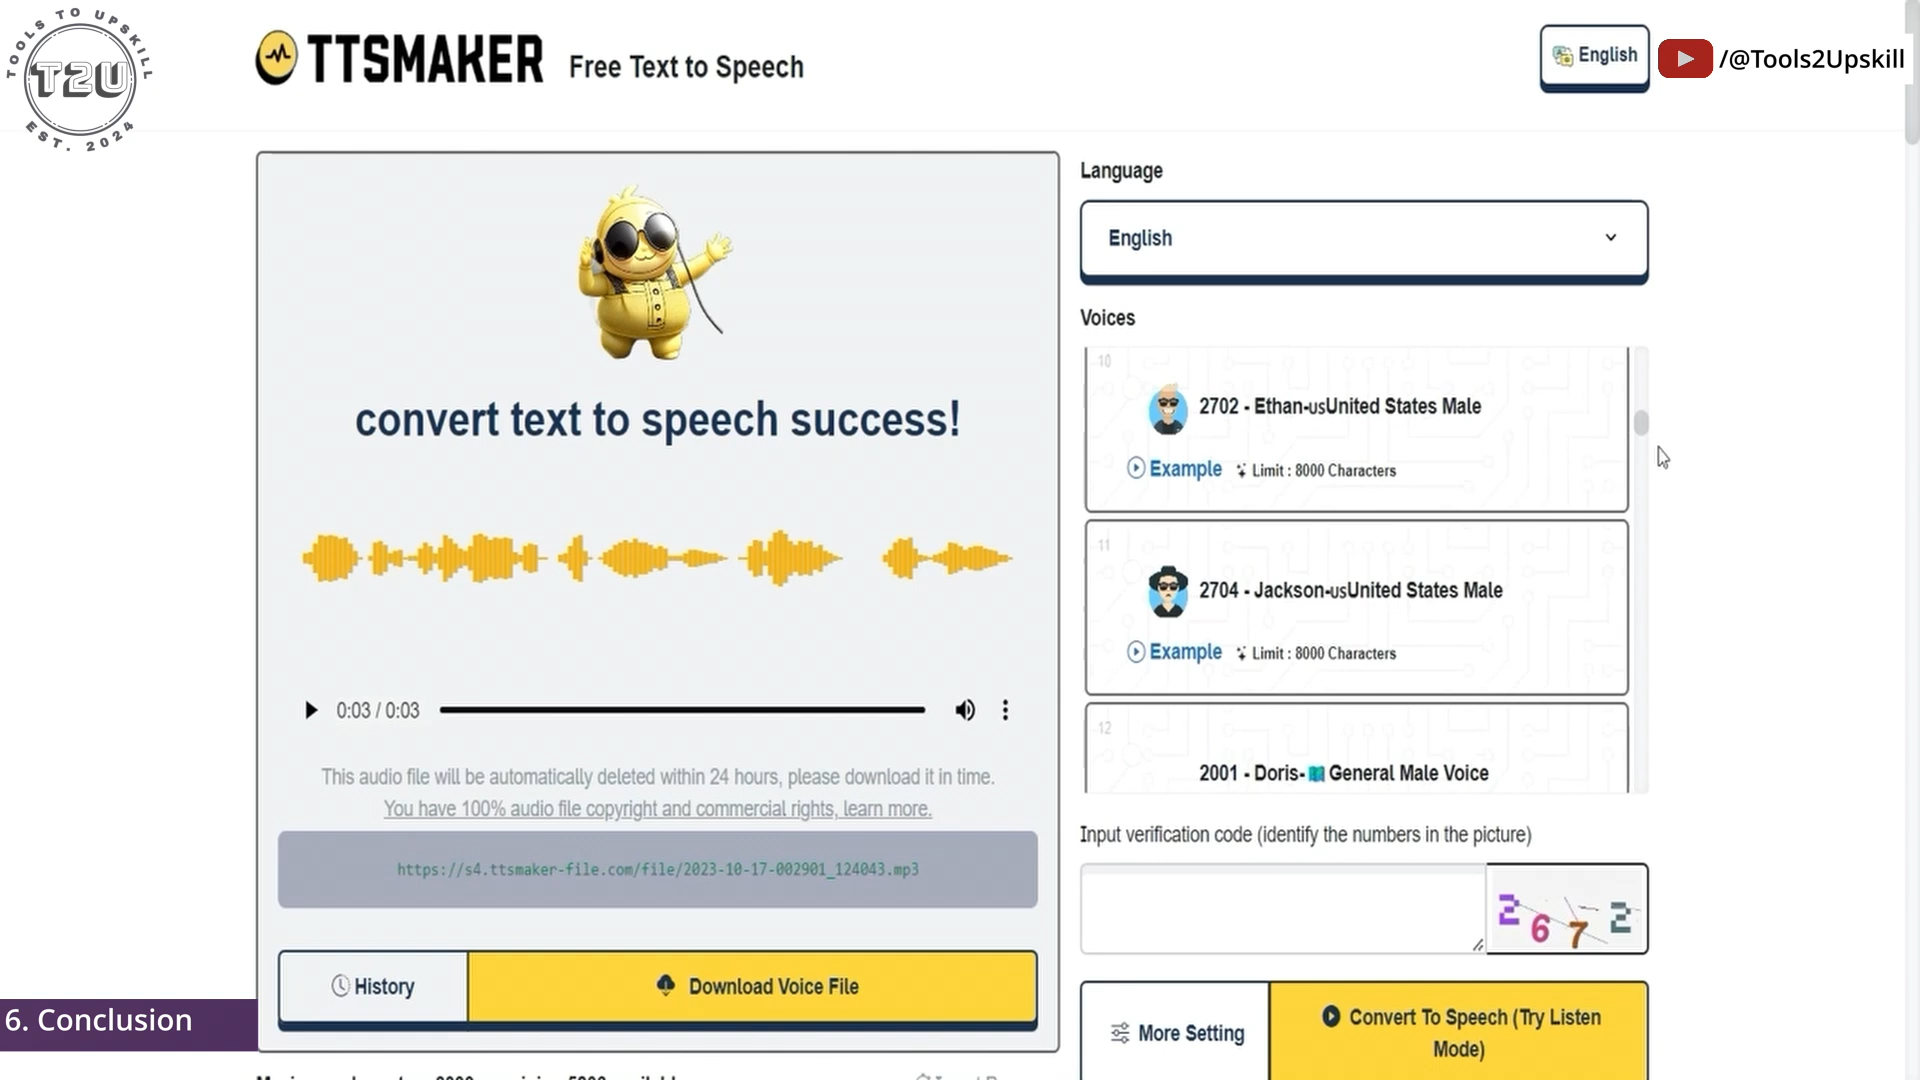 TOOLS TO UPSKILL
T2U
EST. 2024
TTSMAKER
Free Text to Speech
English
/@Tools2Upskill
convert text to speech success!
0:03 / 0:03
This audio file will be automatically deleted within 24 hours, please download it in time.
You have 100% audio file copyright and commercial rights, learn more.
https://s4.ttsmaker-file.com/file/2023-10-17-002901_124043.mp3
History
Download Voice File
Language
English
Voices
10
2702 - Ethan-USUnited States Male
Example
Limit : 8000 Characters
11
2704 - Jackson-USUnited States Male
Example
Limit : 8000 Characters
12
2001 - Doris- General Male Voice
Input verification code (identify the numbers in the picture)
2672
More Setting
Convert To Speech (Try Listen
Mode)
6. Conclusion